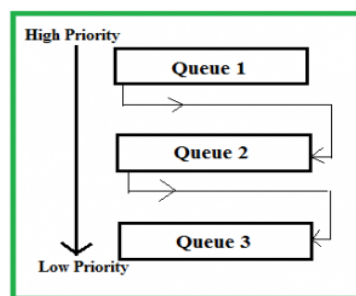 High Priority
Queue 1
Queue 2
Queue 3
Low Priority